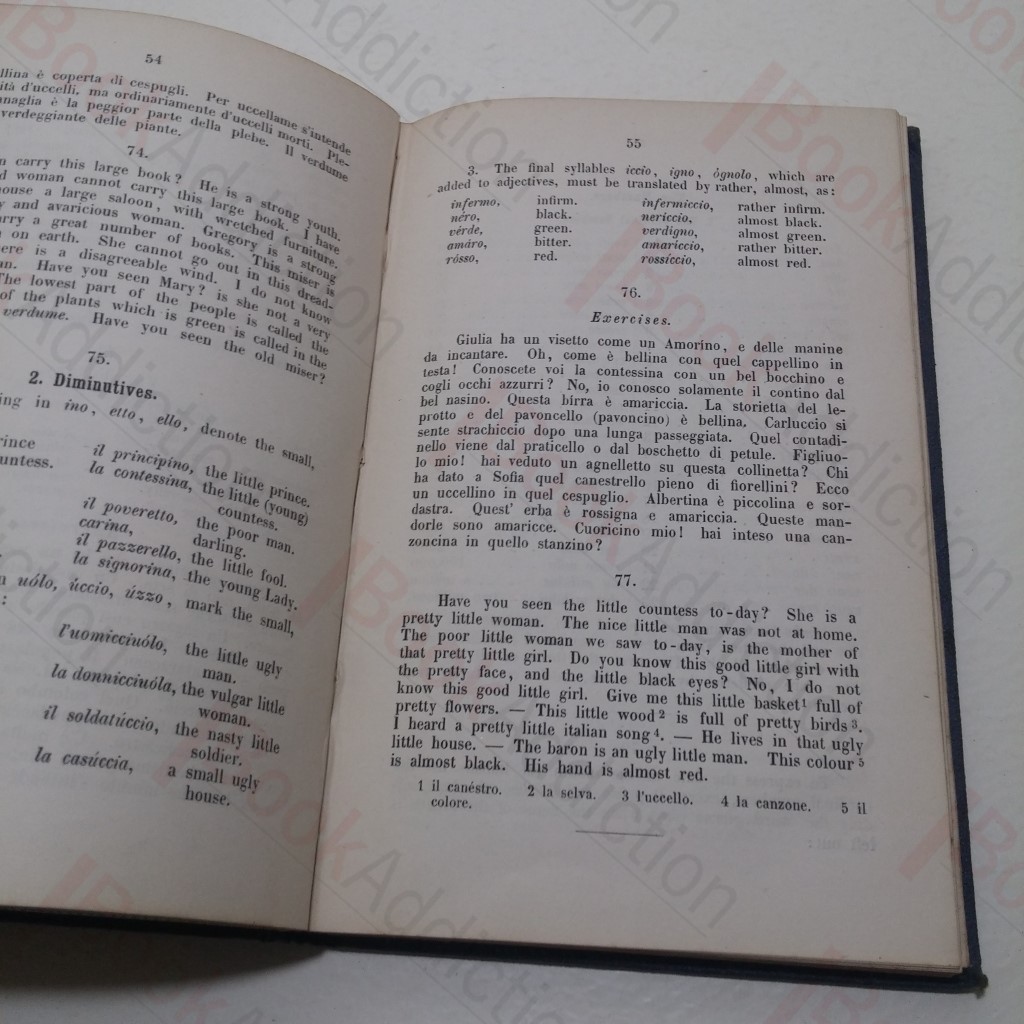 54
llina è coperta di cespugli. Per uccellame s'intende
ità d'uccelli, ma ordinariamente d'uccelli morti. Ple-
naglia è la peggior parte della plebe. Il verdume
verdeggiante delle piante.
74.
n carry this large book? He is a strong youth.
d woman cannot carry this large book. I have
house a large saloon, with wretched furniture.
y and avaricious woman. Gregory is a strong
arry a great number of books. This miser is
n on earth. She cannot go out in this dread-
ere is a disagreeable wind. I do not know
an. Have you seen Mary? is she not a very
The lowest part of the people is called the
of the plants which is green is called in the
verdume. Have you seen the old miser?
75.
2. Diminutives.
ing in íno, etto, ello, denote the small,
rince il principíno, the little prince.
ountess. la contessina, the little (young)
countess.
il poveretto, the poor man.
carina, darling.
il pazzerello, the little fool.
la signorina, the young Lady.
n uólo, úccio, úzzo, mark the small,
:
l'uomicciuólo, the little ugly
man.
la donnicciuóla, the vulgar little
woman.
il soldatúccio, the nasty little
soldier.
la casúccia, a small ugly
house.
55
3. The final syllables iccio, igno, ògnolo, which are
added to adjectives, must be translated by rather, almost, as:
infermo, infirm. infermiccio, rather infirm.
nêro, black. nericcio, almost black.
vérde, green. verdigno, almost green.
amáro, bitter. amariccio, rather bitter.
rósso, red. rossíccio, almost red.
76.
Exercises.
Giulia ha un visetto come un Amorino, e delle manine
da incantare. Oh, come è bellina con quel cappellino in
testa! Conoscete voi la contessina con un bel bocchino e
cogli occhi azzurri? No, io conosco solamente il contino dal
bel nasino. Questa bírra è amariccia. La storietta del le-
protto e del pavoncello (pavoncino) è bellina. Carluccio si
sente strachiccio dopo una lunga passeggiata. Quel contadi-
nello viene dal praticello o dal boschetto di petule. Figliuo-
lo mio! hai veduto un agnelletto su questa collinetta? Chi
ha dato a Sofia quel canestrello pieno di fiorellini? Ecco
un uccellino in quel cespuglio. Albertina è piccolina e sor-
dastra. Quest' erba è rossigna e amariccia. Queste man-
dorle sono amaricce. Cuoricino mio! hai inteso una can-
zoncina in quello stanzino?
77.
Have you seen the little countess to-day? She is a
pretty little woman. The nice little man was not at home.
The poor little woman we saw to-day, is the mother of
that pretty little girl. Do you know this good little girl with
the pretty face, and the little black eyes? No, I do not
know this good little girl. Give me this little basket¹ full of
pretty flowers. — This little wood² is full of pretty birds³.
I heard a pretty little italian song⁴. — He lives in that ugly
little house. — The baron is an ugly little man. This colour⁵
is almost black. His hand is almost red.
1 il canéstro. 2 la selva. 3 l'uccello. 4 la canzone. 5 il
colore.
BookAddiction